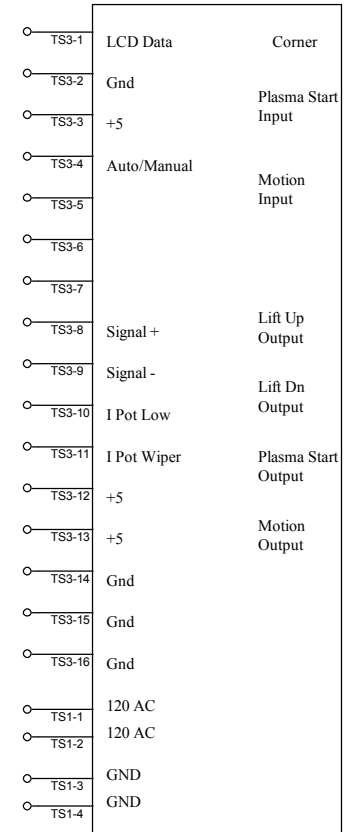 TS3-1 LCD Data Corner
TS3-2 Gnd
Plasma Start
Input
TS3-3 +5
TS3-4 Auto/Manual
Motion
Input
TS3-5
TS3-6
TS3-7
Lift Up
Output
TS3-8 Signal +
TS3-9 Signal -
Lift Dn
Output
TS3-10 I Pot Low
TS3-11 I Pot Wiper Plasma Start
Output
TS3-12 +5
TS3-13 +5
Motion
Output
TS3-14 Gnd
TS3-15 Gnd
TS3-16 Gnd
TS1-1 120 AC
TS1-2 120 AC
TS1-3 GND
TS1-4 GND